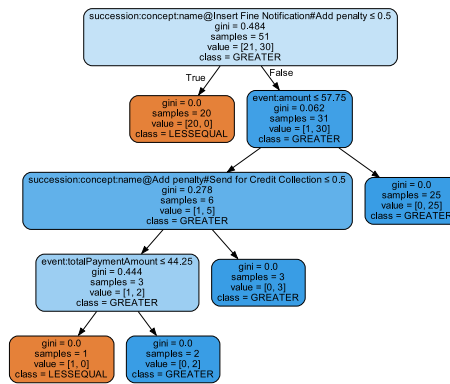 succession:concept:name@Insert Fine Notification#Add penalty ≤ 0.5
gini = 0.484
samples = 51
value = [21, 30]
class = GREATER
True
False
gini = 0.0
samples = 20
value = [20, 0]
class = LESSEQUAL
event:amount ≤ 57.75
gini = 0.062
samples = 31
value = [1, 30]
class = GREATER
succession:concept:name@Add penalty#Send for Credit Collection ≤ 0.5
gini = 0.278
samples = 6
value = [1, 5]
class = GREATER
gini = 0.0
samples = 25
value = [0, 25]
class = GREATER
event:totalPaymentAmount ≤ 44.25
gini = 0.444
samples = 3
value = [1, 2]
class = GREATER
gini = 0.0
samples = 3
value = [0, 3]
class = GREATER
gini = 0.0
samples = 1
value = [1, 0]
class = LESSEQUAL
gini = 0.0
samples = 2
value = [0, 2]
class = GREATER